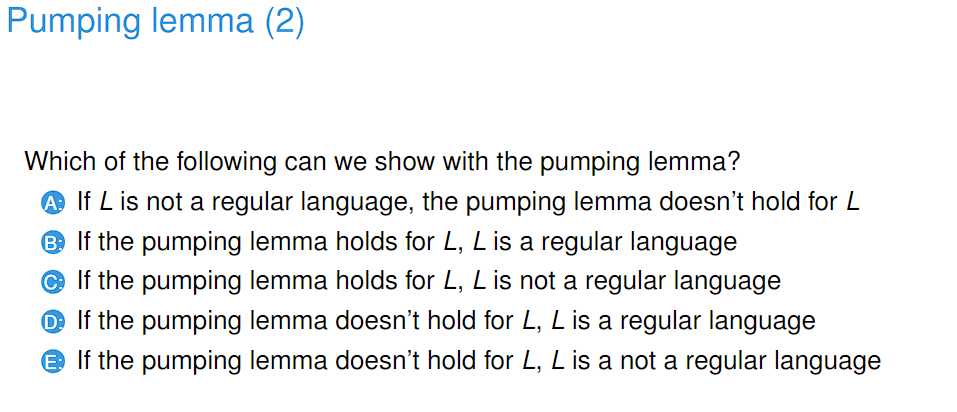 Pumping lemma (2)
Which of the following can we show with the pumping lemma?
A: If L is not a regular language, the pumping lemma doesn't hold for L
B: If the pumping lemma holds for L, L is a regular language
C: If the pumping lemma holds for L, L is not a regular language
D: If the pumping lemma doesn't hold for L, L is a regular language
E: If the pumping lemma doesn't hold for L, L is a not a regular language